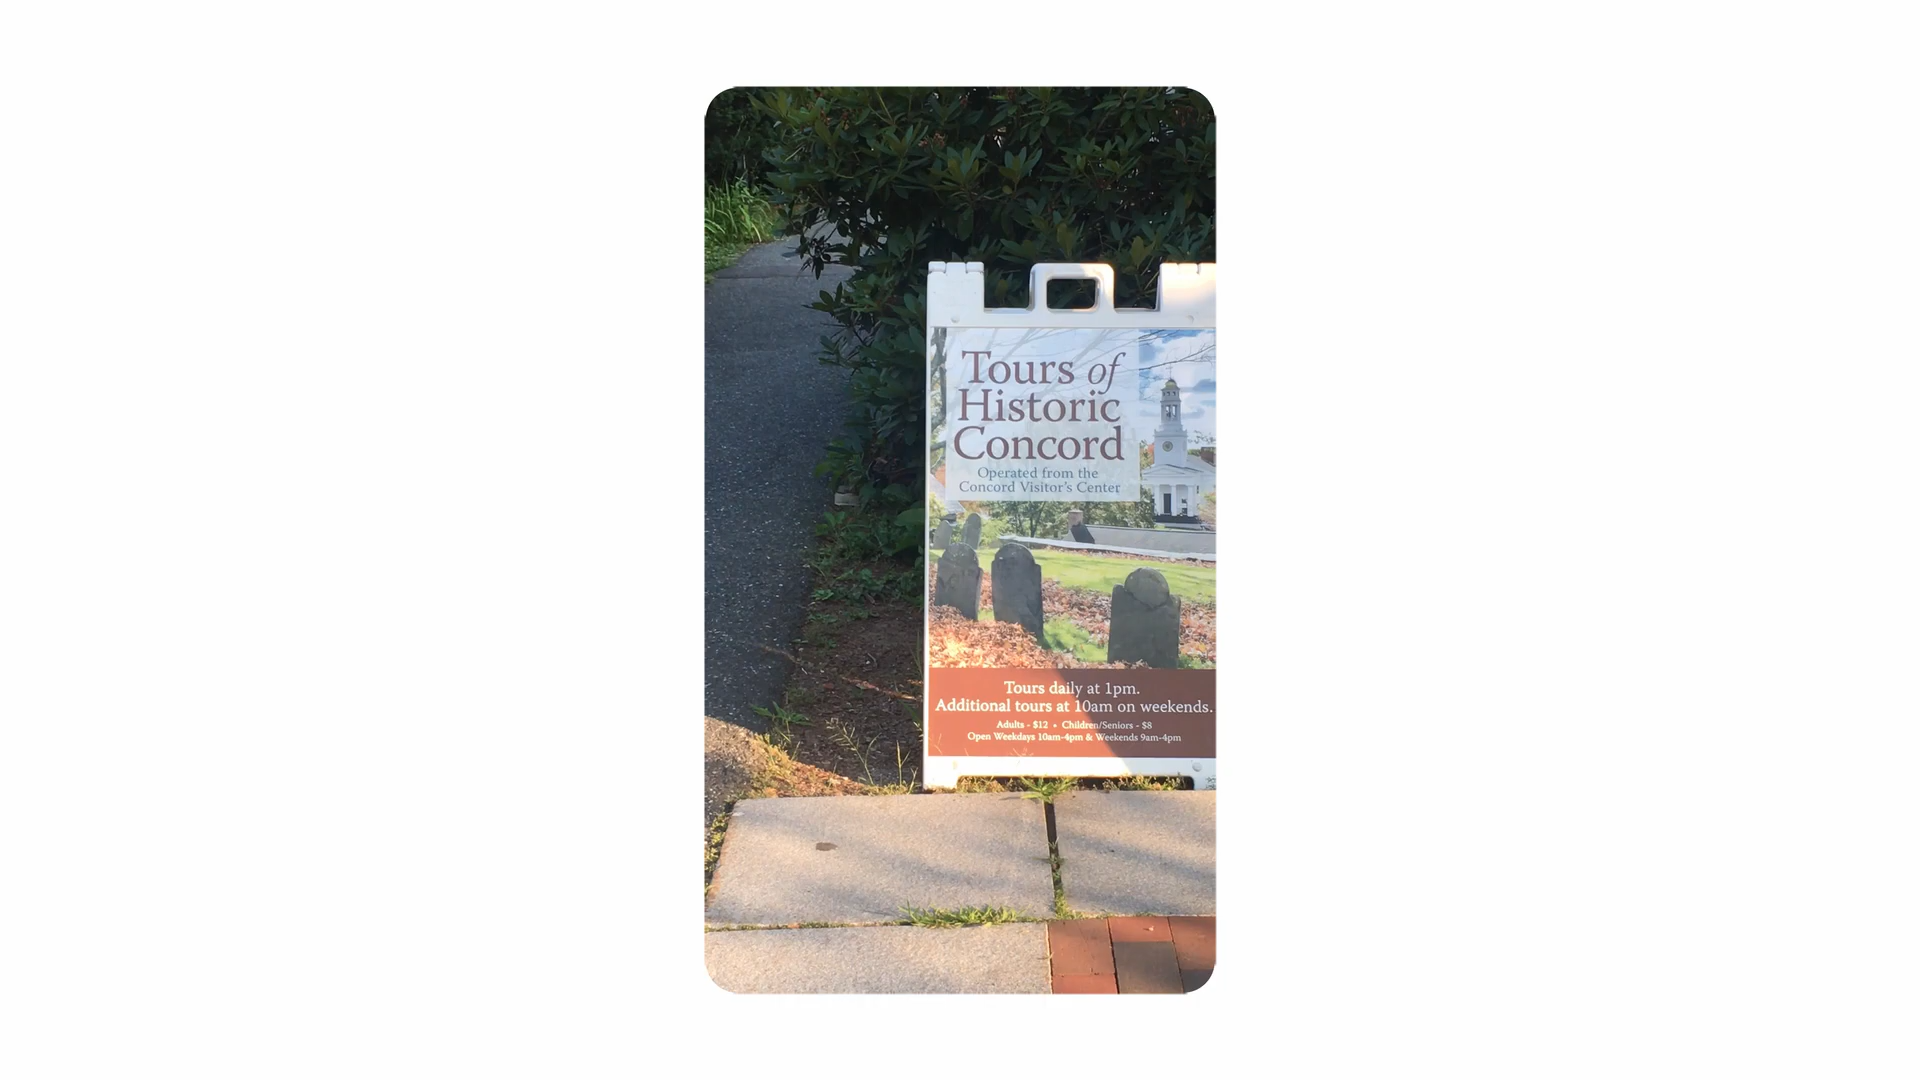 Tours of
Historic
Concord
Operated from the
Concord Visitor's Center
Tours daily at 1pm.
Additional tours at 10am on weekends.
Adults - $12 • Children/Seniors - $8
Open Weekdays 10am-4pm & Weekends 9am-4pm